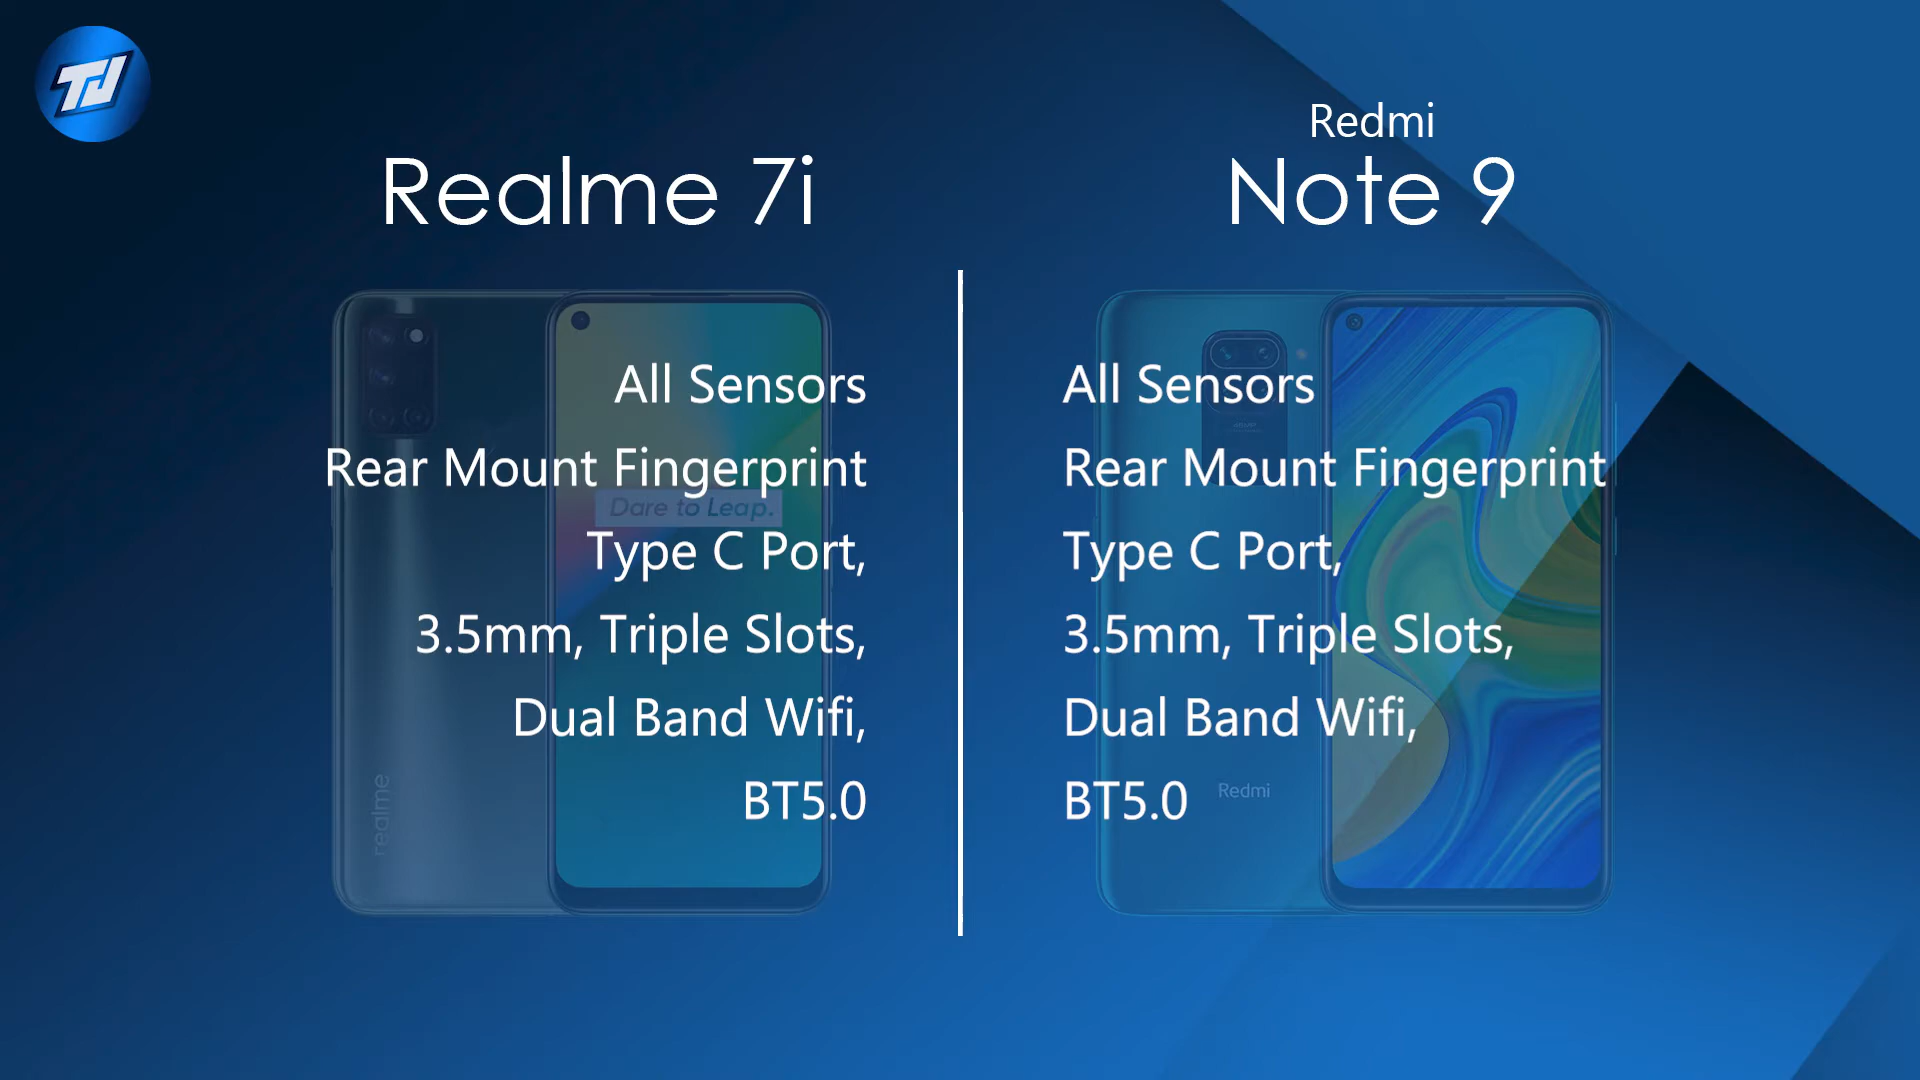 TJ
Realme 7i
Redmi
Note 9
All Sensors
Rear Mount Fingerprint
Type C Port,
3.5mm, Triple Slots,
Dual Band Wifi,
BT5.0
Dare to Leap.
realme
All Sensors
Rear Mount Fingerprint
Type C Port,
3.5mm, Triple Slots,
Dual Band Wifi,
BT5.0
Redmi